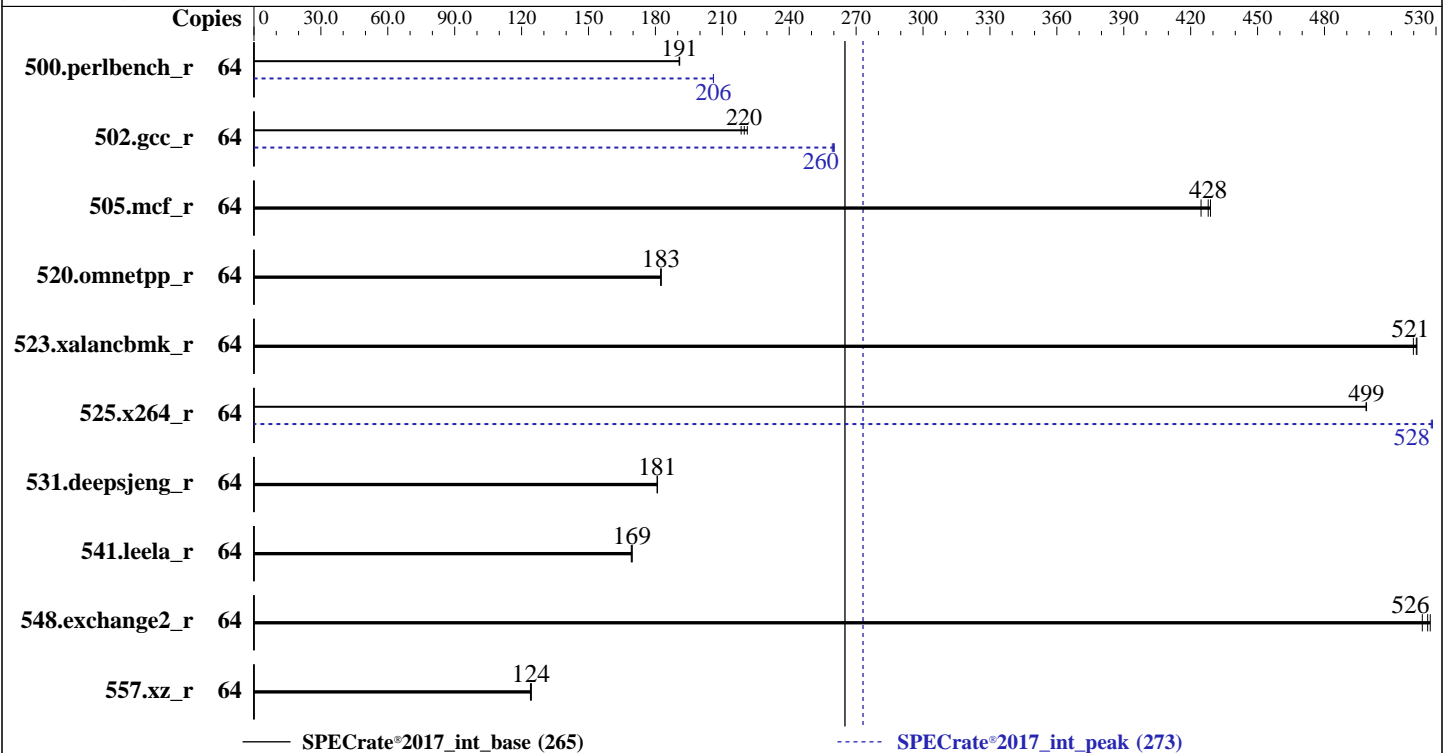 Copies 0 30.0 60.0 90.0 120 150 180 210 240 270 300 330 360 390 420 450 480 530
500.perlbench_r 64 191
206
502.gcc_r 64 220
260
505.mcf_r 64 428
520.omnetpp_r 64 183
523.xalancbmk_r 64 521
525.x264_r 64 499
528
531.deepsjeng_r 64 181
541.leela_r 64 169
548.exchange2_r 64 526
557.xz_r 64 124
SPECrate®2017_int_base (265) SPECrate®2017_int_peak (273)